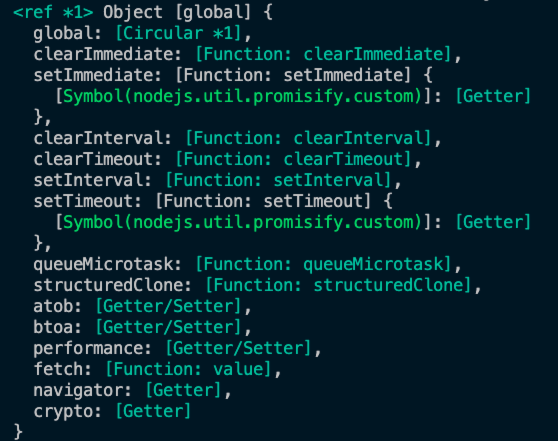 <ref *1> Object [global] {
  global: [Circular *1],
  clearImmediate: [Function: clearImmediate],
  setImmediate: [Function: setImmediate] {
    [Symbol(nodejs.util.promisify.custom)]: [Getter]
  },
  clearInterval: [Function: clearInterval],
  clearTimeout: [Function: clearTimeout],
  setInterval: [Function: setInterval],
  setTimeout: [Function: setTimeout] {
    [Symbol(nodejs.util.promisify.custom)]: [Getter]
  },
  queueMicrotask: [Function: queueMicrotask],
  structuredClone: [Function: structuredClone],
  atob: [Getter/Setter],
  btoa: [Getter/Setter],
  performance: [Getter/Setter],
  fetch: [Function: value],
  navigator: [Getter],
  crypto: [Getter]
}